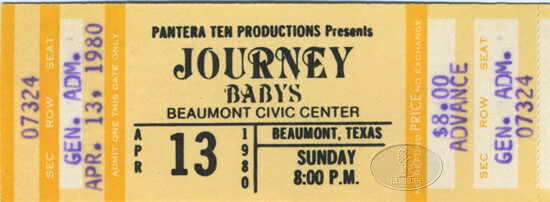 SEC ROW SEAT
07324
GEN. ADM.
APR. 13, 1980
ADMIT ONE THIS DATE ONLY
PANTERA TEN PRODUCTIONS Presents
JOURNEY
BABYS
BEAUMONT CIVIC CENTER
APR
13
1980
BEAUMONT, TEXAS
SUNDAY
8:00 P.M.
PRICE
NO EXCHANGE
$8.00
ADVANCE
SEC ROW SEAT
GEN. ADM.
07324